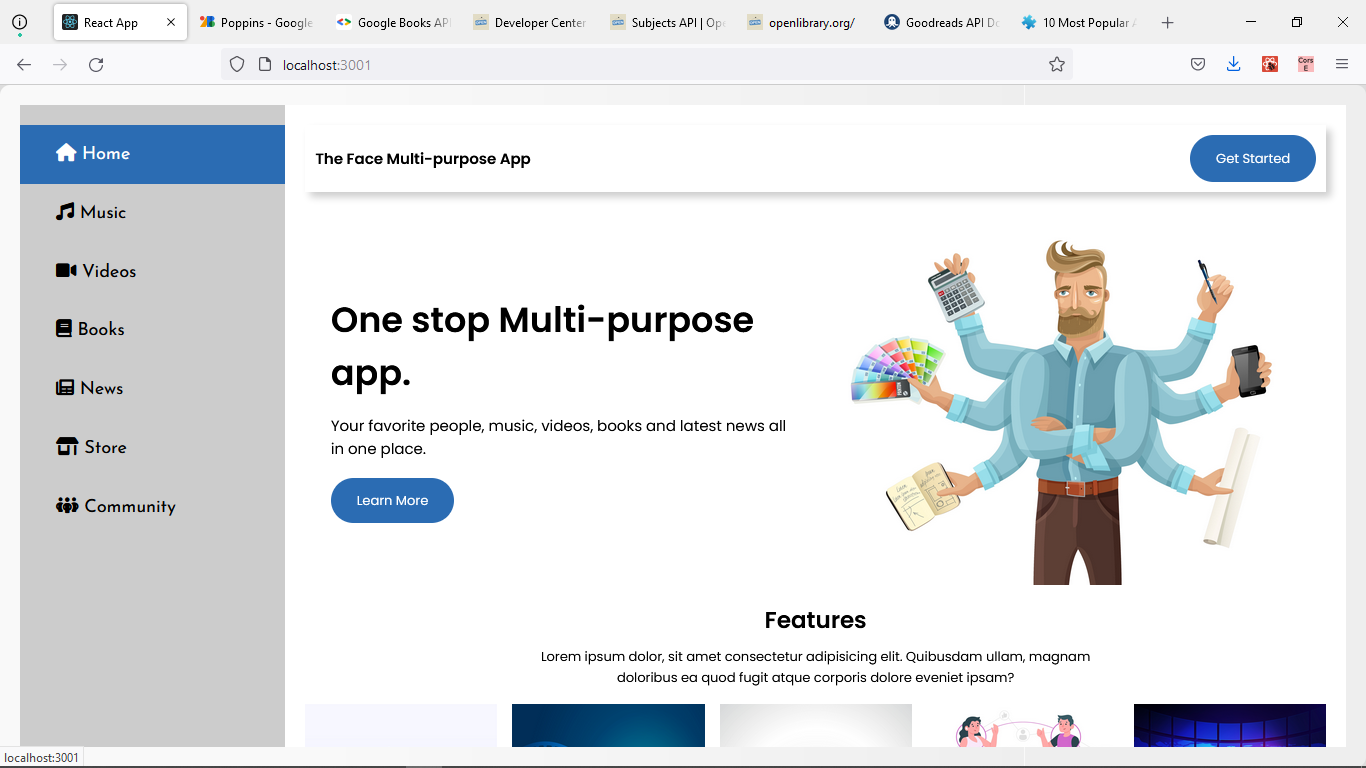 React App
Poppins - Google
Google Books API
Developer Center
Subjects API | Ope
openlibrary.org/
Goodreads API Do
10 Most Popular A
localhost:3001
Cors
E
Home
Music
Videos
Books
News
Store
Community
The Face Multi-purpose App
Get Started
One stop Multi-purpose
app.
Your favorite people, music, videos, books and latest news all
in one place.
Learn More
Features
Lorem ipsum dolor, sit amet consectetur adipisicing elit. Quibusdam ullam, magnam
doloribus ea quod fugit atque corporis dolore eveniet ipsam?
localhost:3001